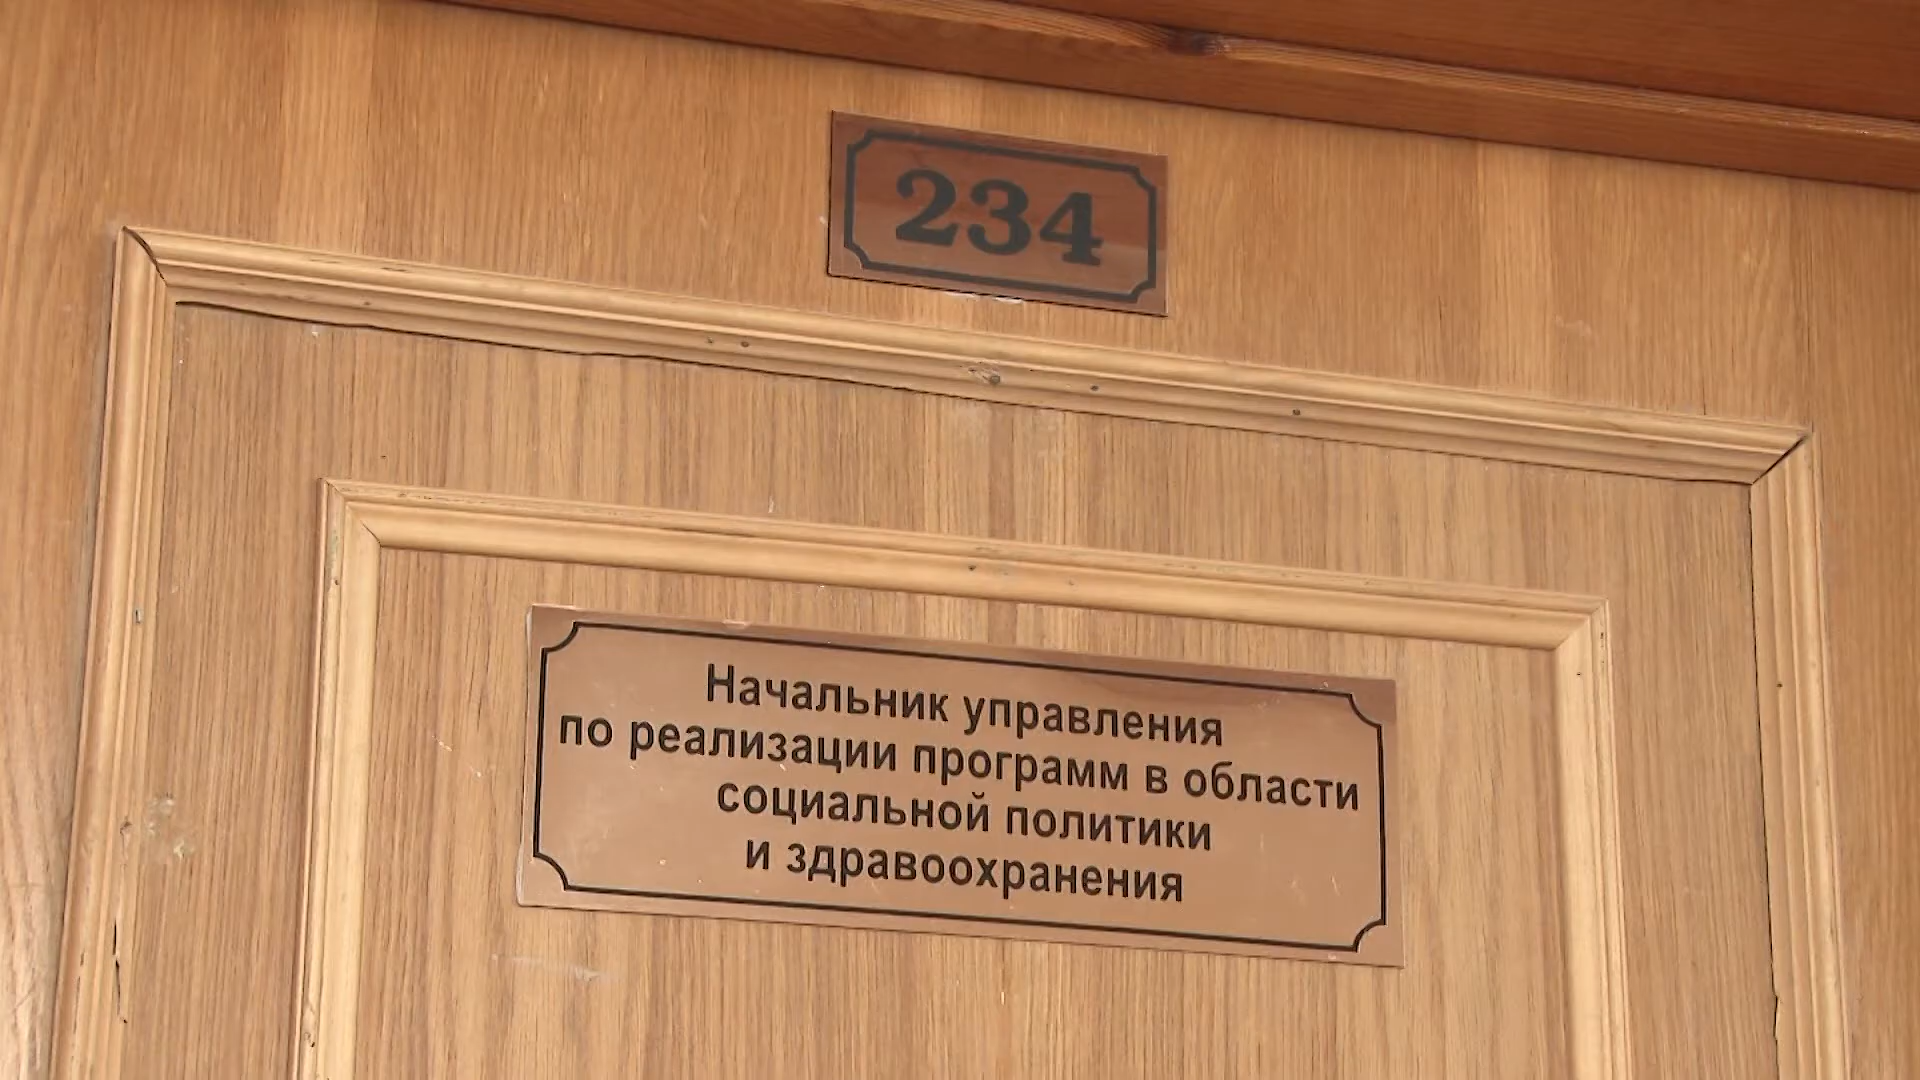 234
Начальник управления
по реализации программ в области
социальной политики
и здравоохранения